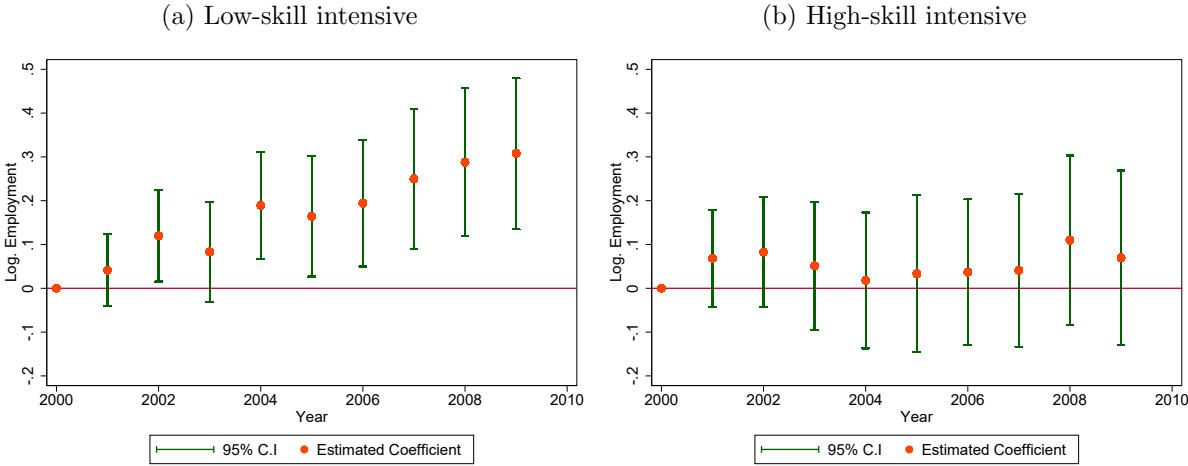 (a) Low-skill intensive
.5
.4
.3
.2
.1
0
-.1
-.2
Log. Employment
2000 2002 2004 2006 2008 2010
Year
95% C.I Estimated Coefficient
(b) High-skill intensive
.5
.4
.3
.2
.1
0
-.1
-.2
Log. Employment
2000 2002 2004 2006 2008 2010
Year
95% C.I Estimated Coefficient